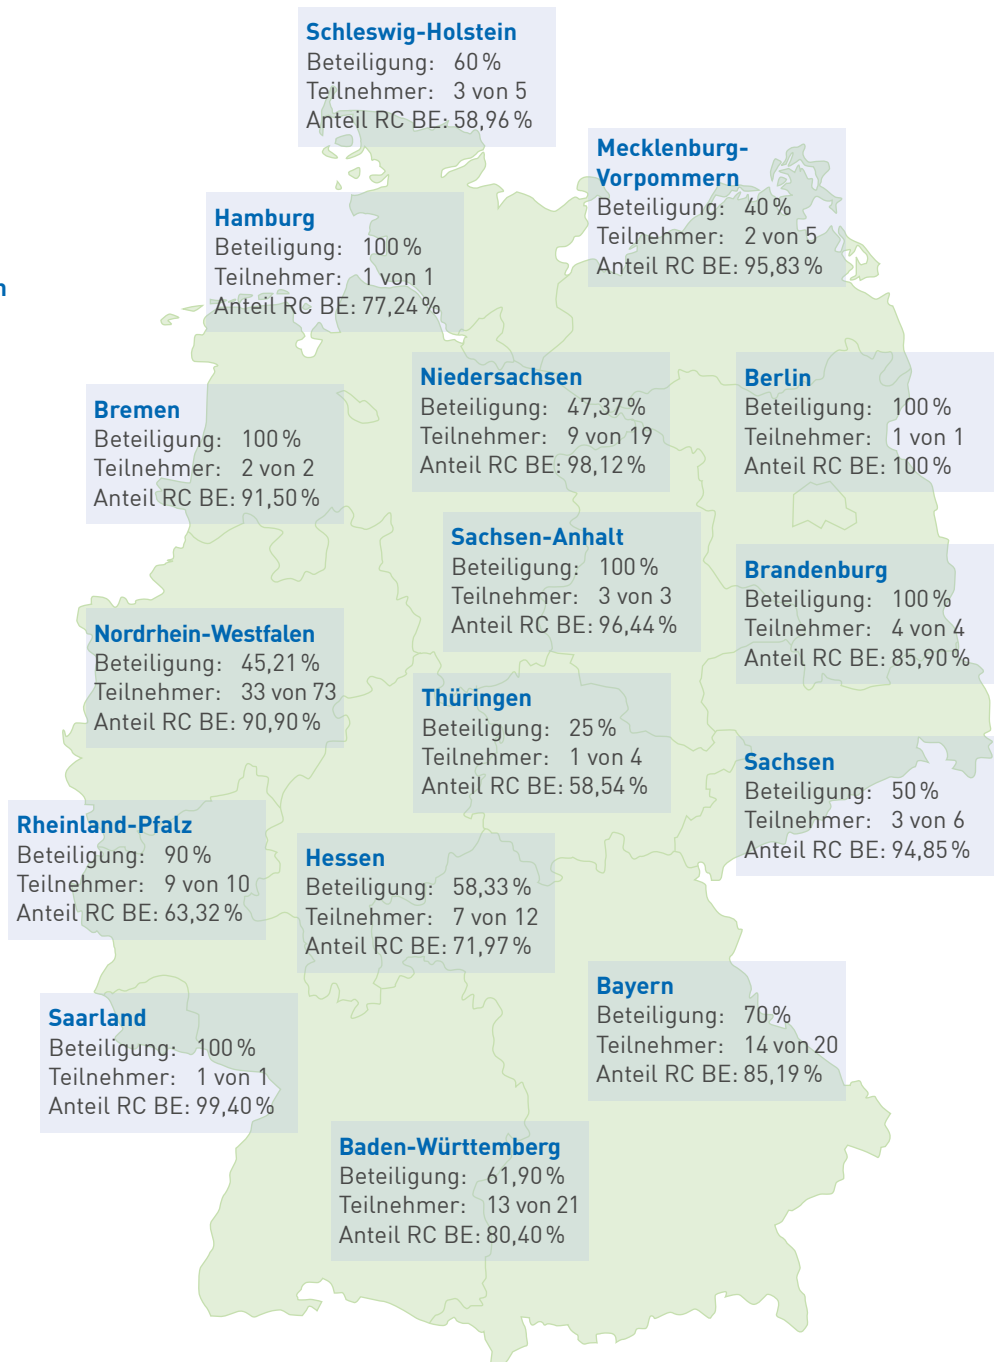 Schleswig-Holstein
Beteiligung: 60 %
Teilnehmer: 3 von 5
Anteil RC BE: 58,96 %
Mecklenburg-
Vorpommern
Beteiligung: 40 %
Teilnehmer: 2 von 5
Anteil RC BE: 95,83 %
Hamburg
Beteiligung: 100 %
Teilnehmer: 1 von 1
Anteil RC BE: 77,24 %
Niedersachsen
Beteiligung: 47,37 %
Teilnehmer: 9 von 19
Anteil RC BE: 98,12 %
Berlin
Beteiligung: 100 %
Teilnehmer: 1 von 1
Anteil RC BE: 100 %
Bremen
Beteiligung: 100 %
Teilnehmer: 2 von 2
Anteil RC BE: 91,50 %
Sachsen-Anhalt
Beteiligung: 100 %
Teilnehmer: 3 von 3
Anteil RC BE: 96,44 %
Brandenburg
Beteiligung: 100 %
Teilnehmer: 4 von 4
Anteil RC BE: 85,90 %
Nordrhein-Westfalen
Beteiligung: 45,21 %
Teilnehmer: 33 von 73
Anteil RC BE: 90,90 %
Thüringen
Beteiligung: 25 %
Teilnehmer: 1 von 4
Anteil RC BE: 58,54 %
Sachsen
Beteiligung: 50 %
Teilnehmer: 3 von 6
Anteil RC BE: 94,85 %
Rheinland-Pfalz
Beteiligung: 90 %
Teilnehmer: 9 von 10
Anteil RC BE: 63,32 %
Hessen
Beteiligung: 58,33 %
Teilnehmer: 7 von 12
Anteil RC BE: 71,97 %
Bayern
Beteiligung: 70 %
Teilnehmer: 14 von 20
Anteil RC BE: 85,19 %
Saarland
Beteiligung: 100 %
Teilnehmer: 1 von 1
Anteil RC BE: 99,40 %
Baden-Württemberg
Beteiligung: 61,90 %
Teilnehmer: 13 von 21
Anteil RC BE: 80,40 %